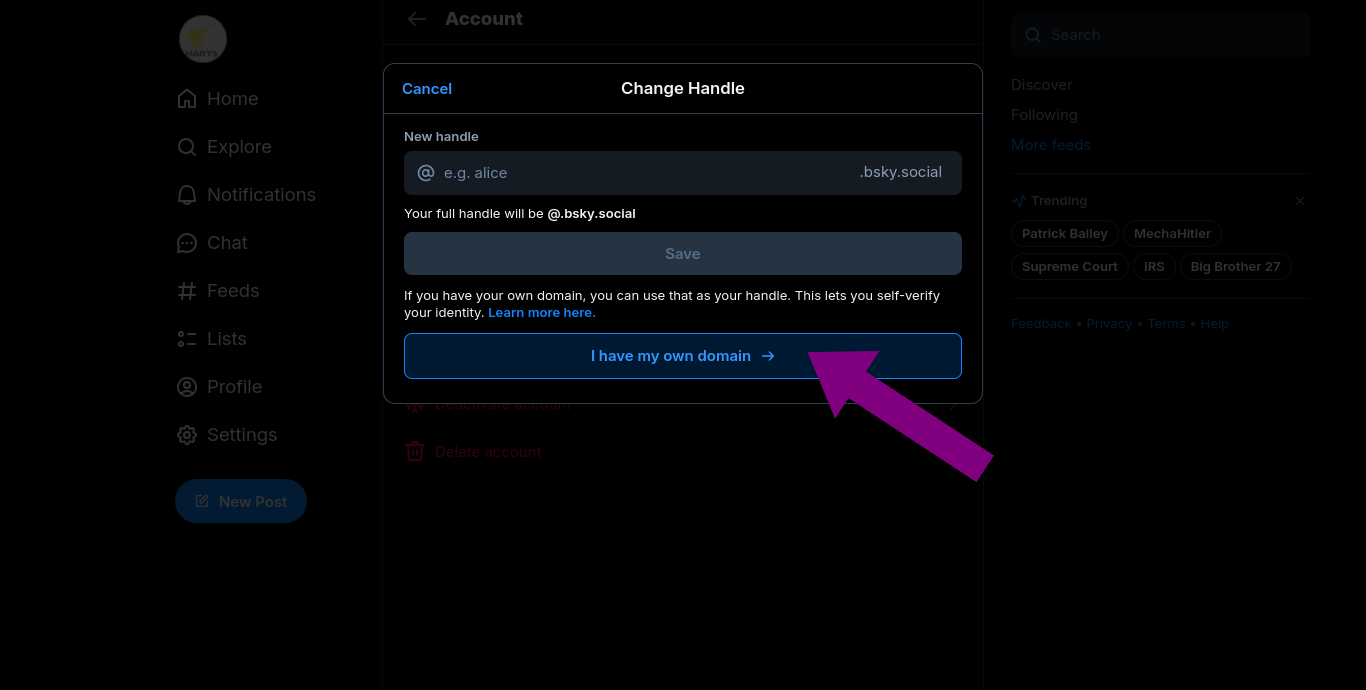 Account
HARY's
Home
Explore
Notifications
Chat
Feeds
Lists
Profile
Settings
New Post
Cancel
Change Handle
New handle
@ e.g. alice
.bsky.social
Your full handle will be @.bsky.social
Save
If you have your own domain, you can use that as your handle. This lets you self-verify
your identity. Learn more here.
I have my own domain →
Deactivate account
Delete account
Search
Discover
Following
More feeds
Trending
Patrick Bailey
MechaHitler
Supreme Court
IRS
Big Brother 27
Feedback • Privacy • Terms • Help